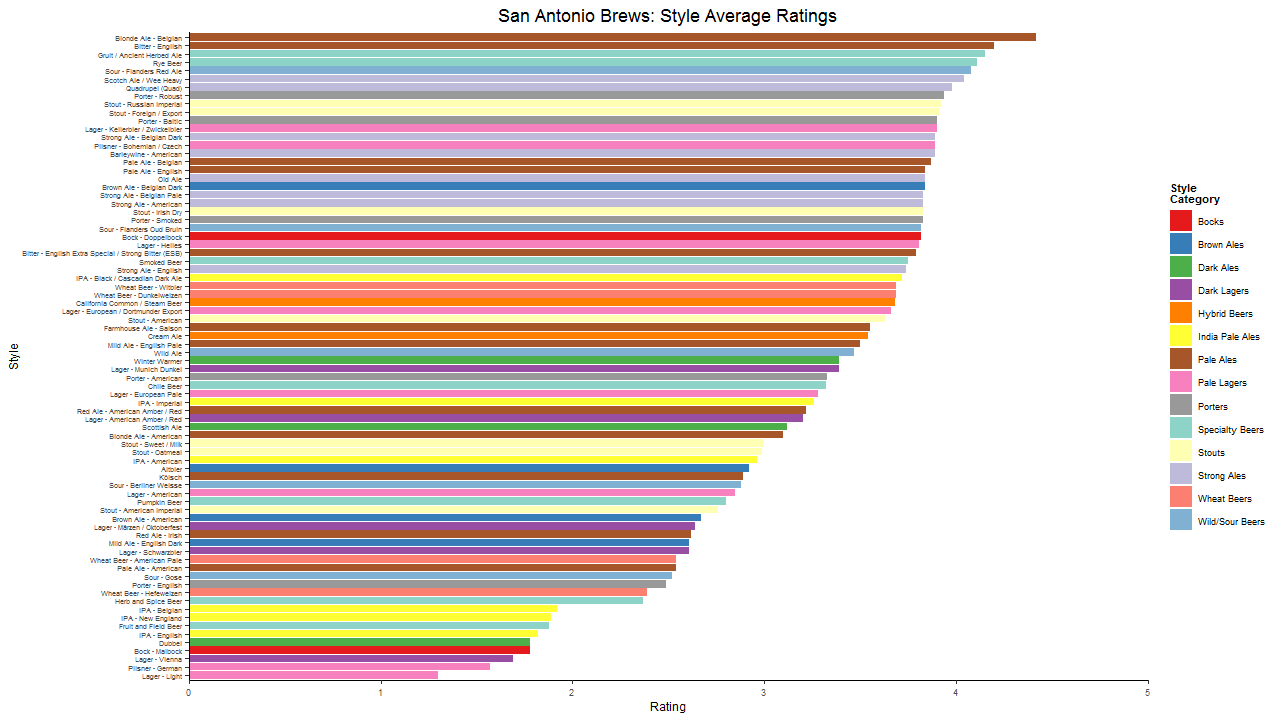 San Antonio Brews: Style Average Ratings
Style
Blonde Ale - Belgian
Bitter - English
Gruit / Ancient Herbed Ale
Rye Beer
Sour - Flanders Red Ale
Scotch Ale / Wee Heavy
Quadrupel (Quad)
Porter - Robust
Stout - Russian Imperial
Stout - Foreign / Export
Porter - Baltic
Lager - Kellerbier / Zwickelbier
Strong Ale - Belgian Dark
Pilsner - Bohemian / Czech
Barleywine - American
Pale Ale - Belgian
Pale Ale - English
Old Ale
Brown Ale - Belgian Dark
Strong Ale - Belgian Pale
Strong Ale - American
Stout - Irish Dry
Porter - Smoked
Sour - Flanders Oud Bruin
Bock - Doppelbock
Lager - Helles
Bitter - English Extra Special / Strong Bitter (ESB)
Smoked Beer
Strong Ale - English
IPA - Black / Cascadian Dark Ale
Wheat Beer - Witbier
Wheat Beer - Dunkelweizen
California Common / Steam Beer
Lager - European / Dortmunder Export
Stout - American
Farmhouse Ale - Saison
Cream Ale
Mild Ale - English Pale
Wild Ale
Winter Warmer
Lager - Munich Dunkel
Porter - American
Chile Beer
Lager - European Pale
IPA - Imperial
Red Ale - American Amber / Red
Lager - American Amber / Red
Scottish Ale
Blonde Ale - American
Stout - Sweet / Milk
Stout - Oatmeal
IPA - American
Altbier
Kölsch
Sour - Berliner Weisse
Lager - American
Pumpkin Beer
Stout - American Imperial
Brown Ale - American
Lager - Märzen / Oktoberfest
Red Ale - Irish
Mild Ale - English Dark
Lager - Schwarzbier
Wheat Beer - American Pale
Pale Ale - American
Sour - Gose
Porter - English
Wheat Beer - Hefeweizen
Herb and Spice Beer
IPA - Belgian
IPA - New England
Fruit and Field Beer
IPA - English
Dubbel
Bock - Maibock
Lager - Vienna
Pilsner - German
Lager - Light
0 1 2 3 4 5
Rating
Style
Category
Bocks
Brown Ales
Dark Ales
Dark Lagers
Hybrid Beers
India Pale Ales
Pale Ales
Pale Lagers
Porters
Specialty Beers
Stouts
Strong Ales
Wheat Beers
Wild/Sour Beers